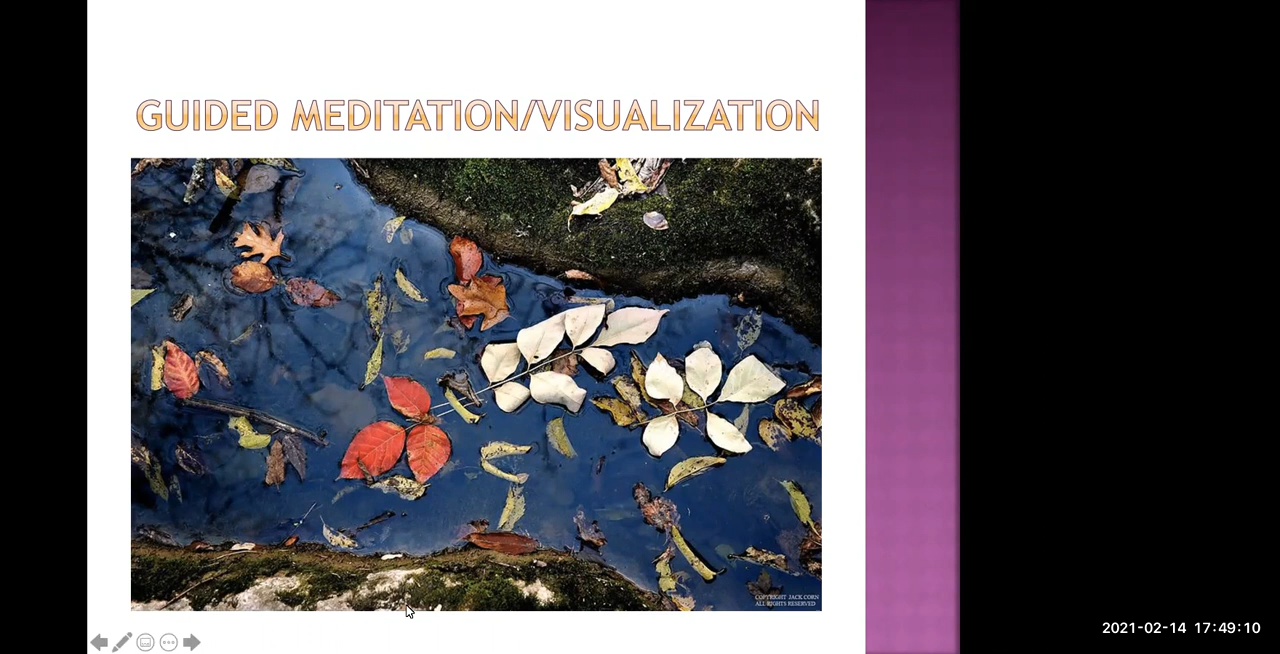 GUIDED MEDITATION/VISUALIZATION
COPYRIGHT JACK CORN
ALL RIGHTS RESERVED
2021-02-14 17:49:10